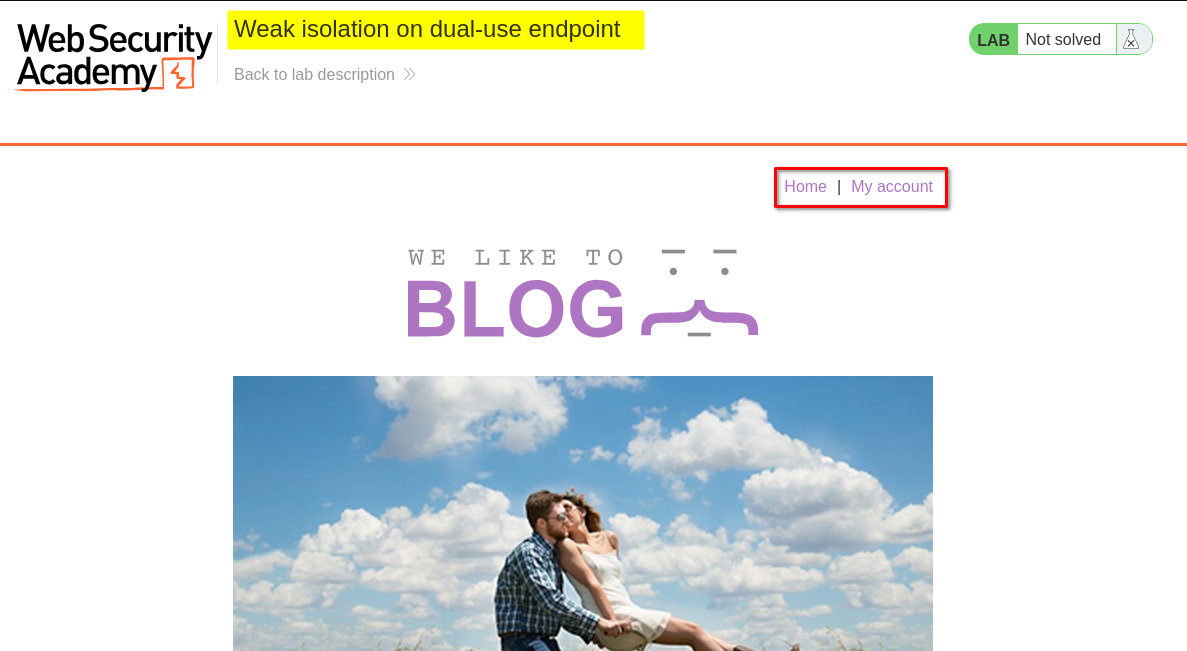 Web Security
Academy
Weak isolation on dual-use endpoint
Back to lab description
LAB
Not solved
Home | My account
WE LIKE TO
BLOG